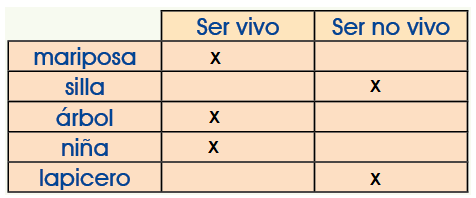 Ser vivo Ser no vivo
mariposa x
silla x
árbol x
niña x
lapicero x